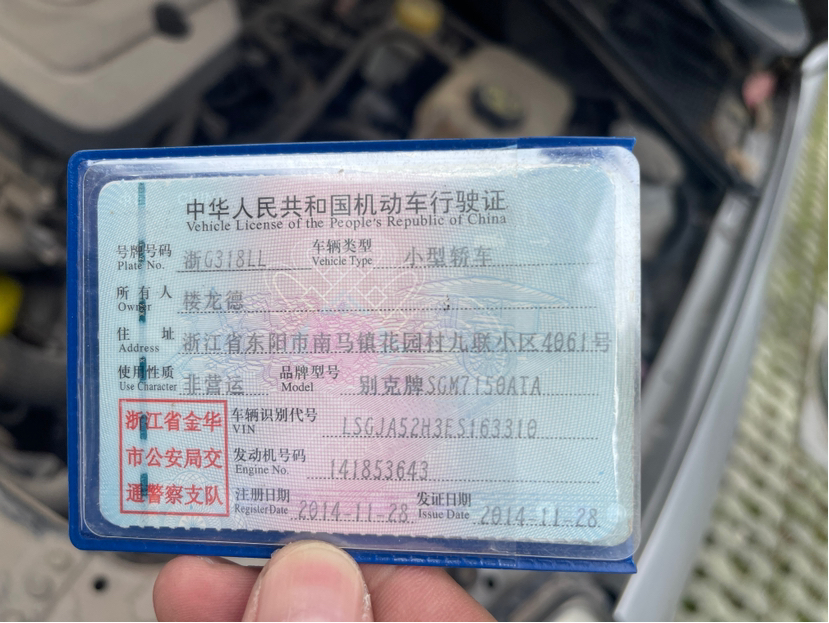 中华人民共和国机动车行驶证
Vehicle License of the People's Republic of China
号牌号码 浙G318LL 车辆类型 小型轿车
Plate No. Vehicle Type
所有人 楼龙德
Owner
住址 浙江省东阳市南马镇花园村九联小区4061号
Address
使用性质 非营运 品牌型号 别克牌SGM7150ATA
Use Character Model
浙江省金华
市公安局交
通警察支队
车辆识别代号 LSGJA52H3ES163310
VIN
发动机号码 141853643
Engine No.
注册日期 2014-11-28 发证日期 2014-11-28
Register Date Issue Date